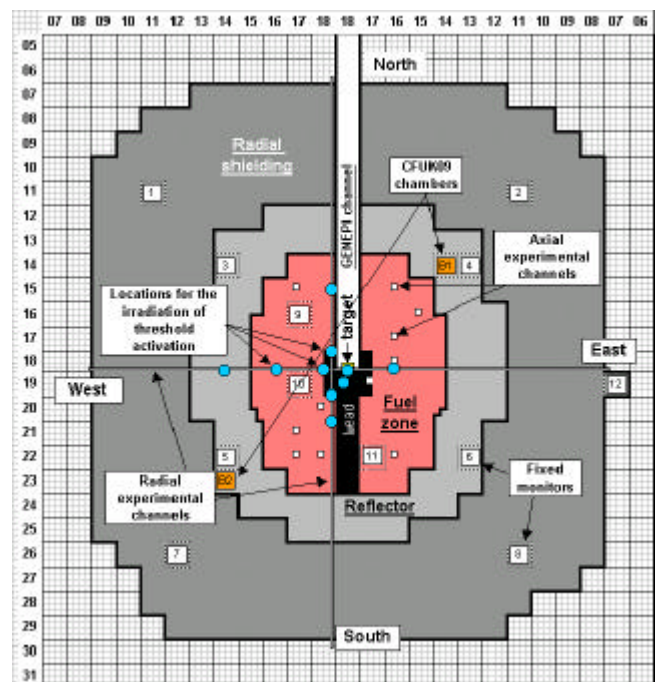 07 08 09 10 11 12 13 14 15 16 17 18 18 17 16 15 14 13 12 11 10 09 08 07 06
05
06
07
08
09
10
11
12
13
14
15
16
17
18
19
20
21
22
23
24
25
26
27
28
29
30
31
North
Radial
shielding
GENEPI channel
CFUK09
chambers
1
2
3
B1
4
Axial
experimental
channels
Locations for the
irradiation of
threshold
activation
9
target
East
West
10
12
Lead
Fuel
zone
5
B2
11
6
Fixed
monitors
Radial
experimental
channels
Reflector
7
8
South